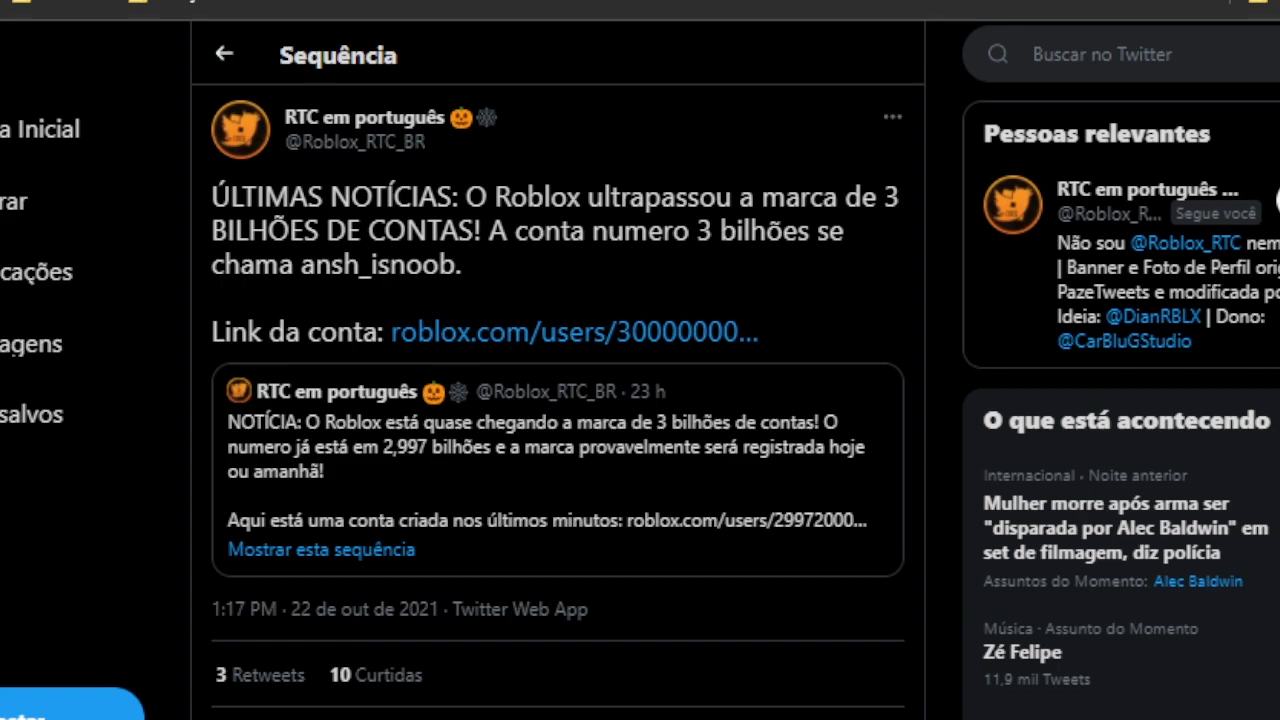 Sequência
Buscar no Twitter
a Inicial
rar
cações
agens
salvos
RTC em português
@Roblox_RTC_BR
ÚLTIMAS NOTÍCIAS: O Roblox ultrapassou a marca de 3
BILHÕES DE CONTAS! A conta numero 3 bilhões se
chama ansh_isnoob.
Link da conta: roblox.com/users/30000000...
RTC em português @Roblox_RTC_BR · 23 h
NOTÍCIA: O Roblox está quase chegando a marca de 3 bilhões de contas! O
numero já está em 2,997 bilhões e a marca provavelmente será registrada hoje
ou amanhã!
Aqui está uma conta criada nos últimos minutos: roblox.com/users/29972000...
Mostrar esta sequência
1:17 PM · 22 de out de 2021 · Twitter Web App
3 Retweets 10 Curtidas
Pessoas relevantes
RTC em português ...
@Roblox_R... Segue você
Não sou @Roblox_RTC nem
| Banner e Foto de Perfil ori
PazeTweets e modificada po
Ideia: @DianRBLX | Dono:
@CarBluGStudio
O que está acontecendo
Internacional · Noite anterior
Mulher morre após arma ser
"disparada por Alec Baldwin" em
set de filmagem, diz polícia
Assuntos do Momento: Alec Baldwin
Música · Assunto do Momento
Zé Felipe
11,9 mil Tweets